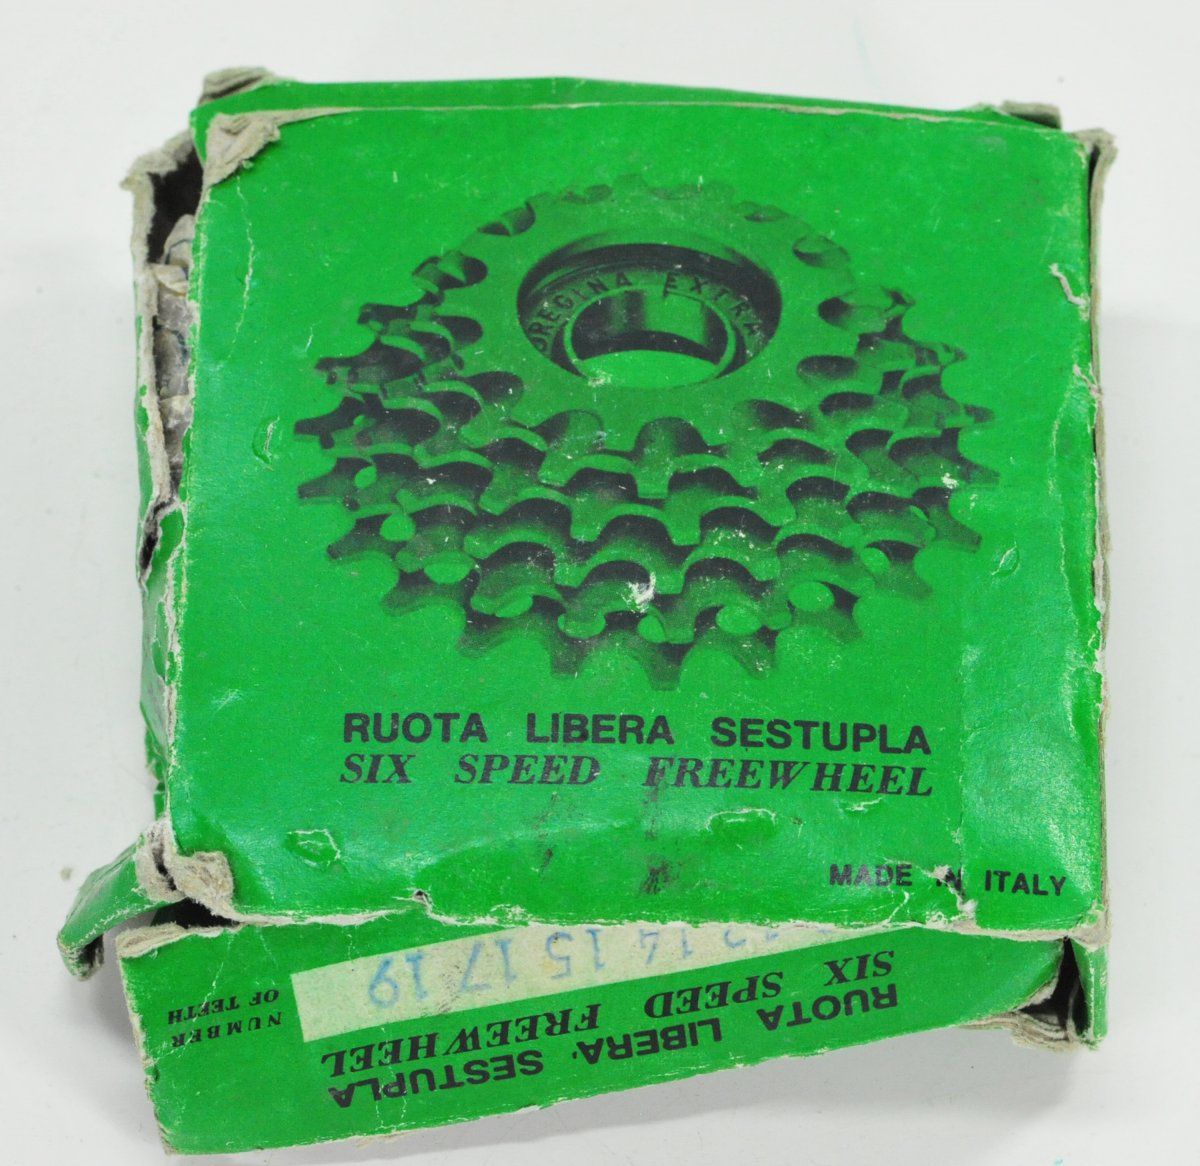 REGINA EXTRA
RUOTA LIBERA SESTUPLA
SIX SPEED FREEWHEEL
MADE IN ITALY
RUOTA LIBERA SESTUPLA
SIX SPEED FREEWHEEL
NUMBER
OF TEETH
13 14 15 17 19